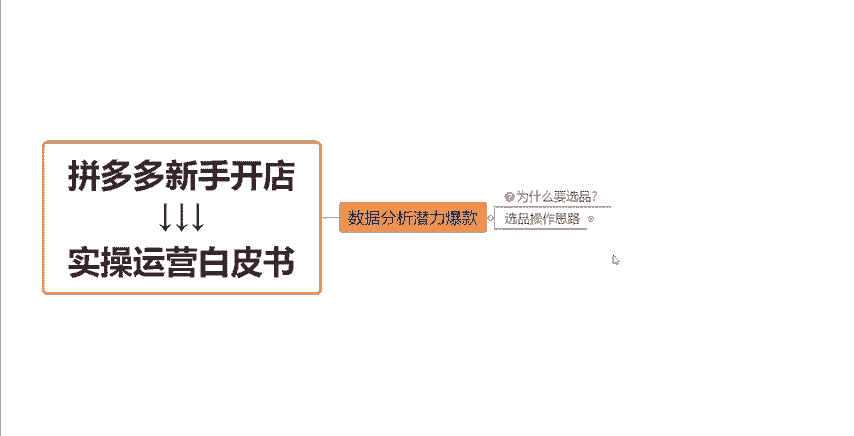 拼多多新手开店
↓↓↓
实操运营白皮书
数据分析潜力爆款
为什么要选品?
选品操作思路